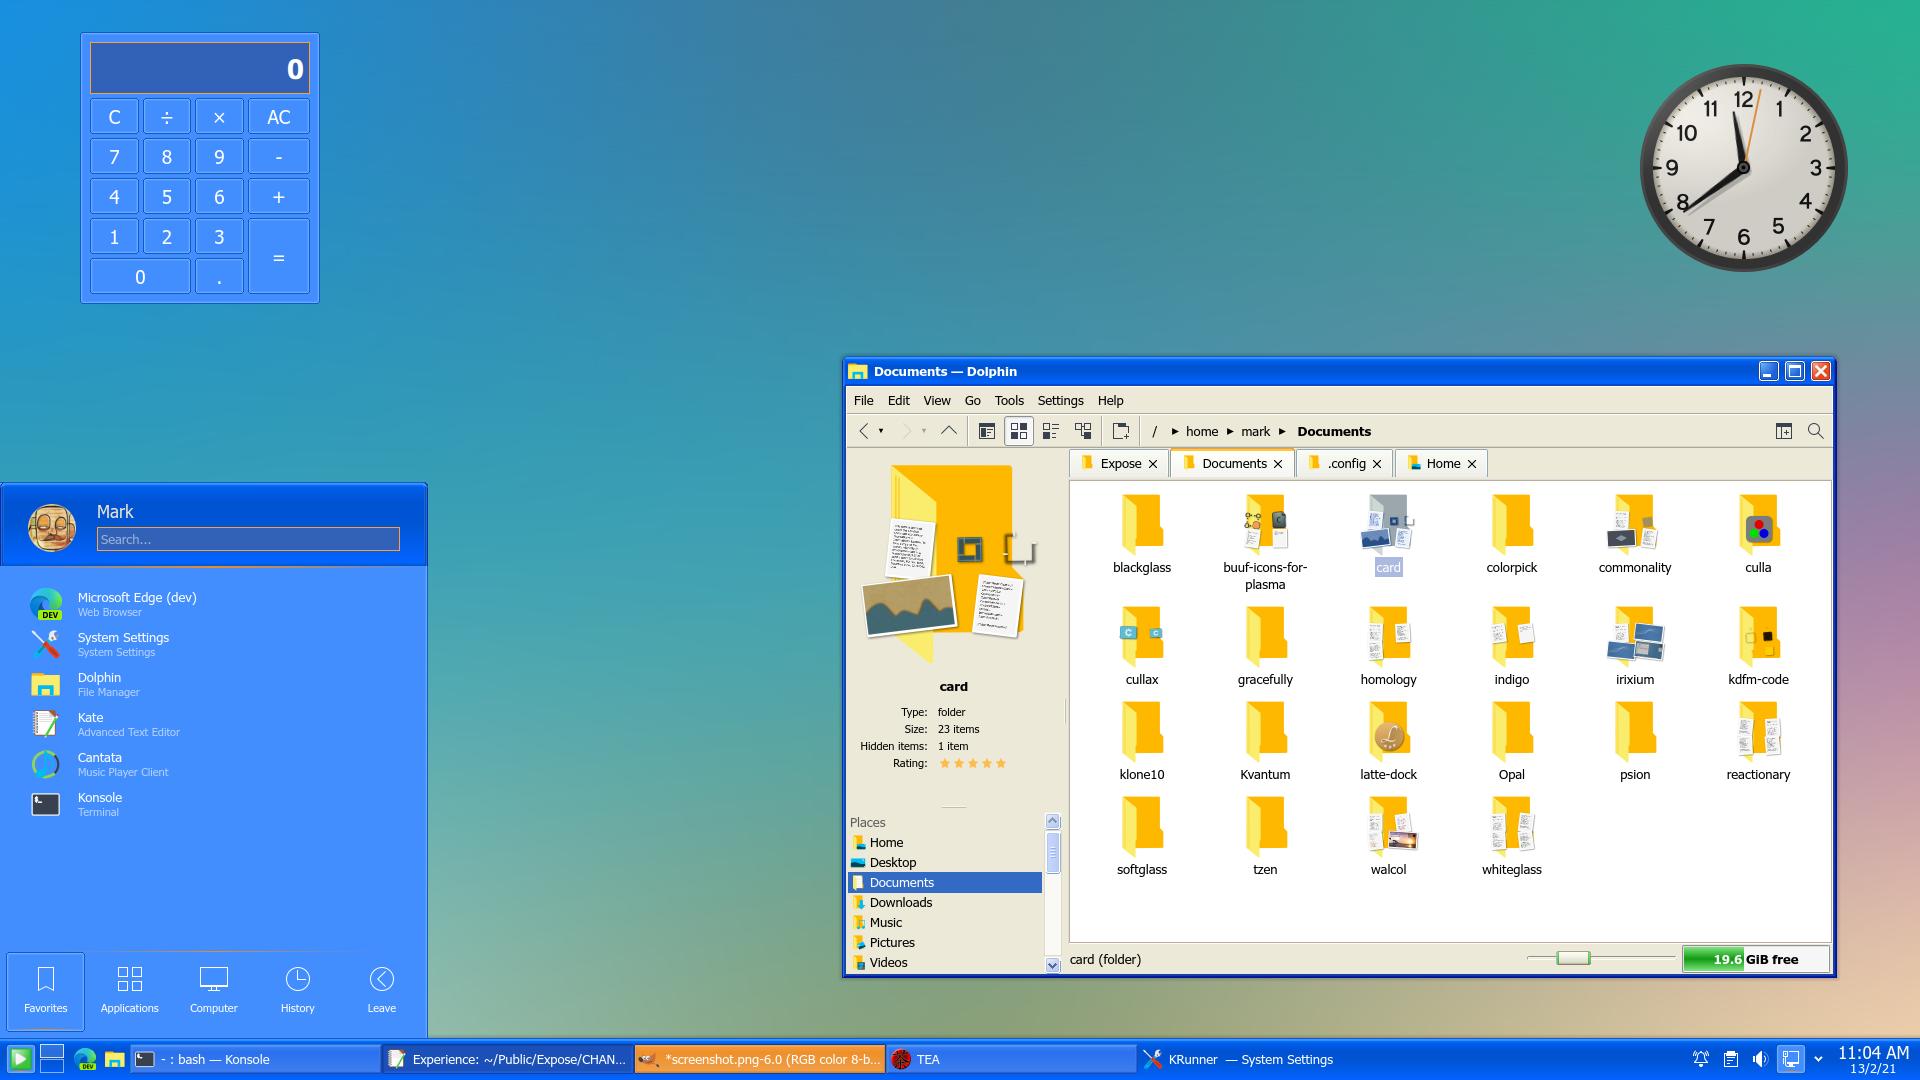 0
C ÷ × AC
7 8 9 -
4 5 6 +
1 2 3
=
0 .
12
11 1
10 2
9 3
8 4
7 5
6
Documents — Dolphin
File Edit View Go Tools Settings Help
/ home mark Documents
Expose Documents .config Home
card
Type: folder
Size: 23 items
Hidden items: 1 item
Rating:
Places
Home
Desktop
Documents
Downloads
Music
Pictures
Videos
blackglass buuf-icons-for-plasma card colorpick commonality culla
C C
cullax gracefully homology indigo irixium kdfm-code
L
klone10 Kvantum latte-dock Opal psion reactionary
softglass tzen walcol whiteglass
card (folder)
19.6 GiB free
Mark
Search...
DEV
Microsoft Edge (dev)
Web Browser
System Settings
System Settings
Dolphin
File Manager
Kate
Advanced Text Editor
Cantata
Music Player Client
Konsole
Terminal
Favorites Applications Computer History Leave
DEV
- : bash — Konsole
Experience: ~/Public/Expose/CHAN...
*screenshot.png-6.0 (RGB color 8-b...
TEA
KRunner — System Settings
11:04 AM
13/2/21